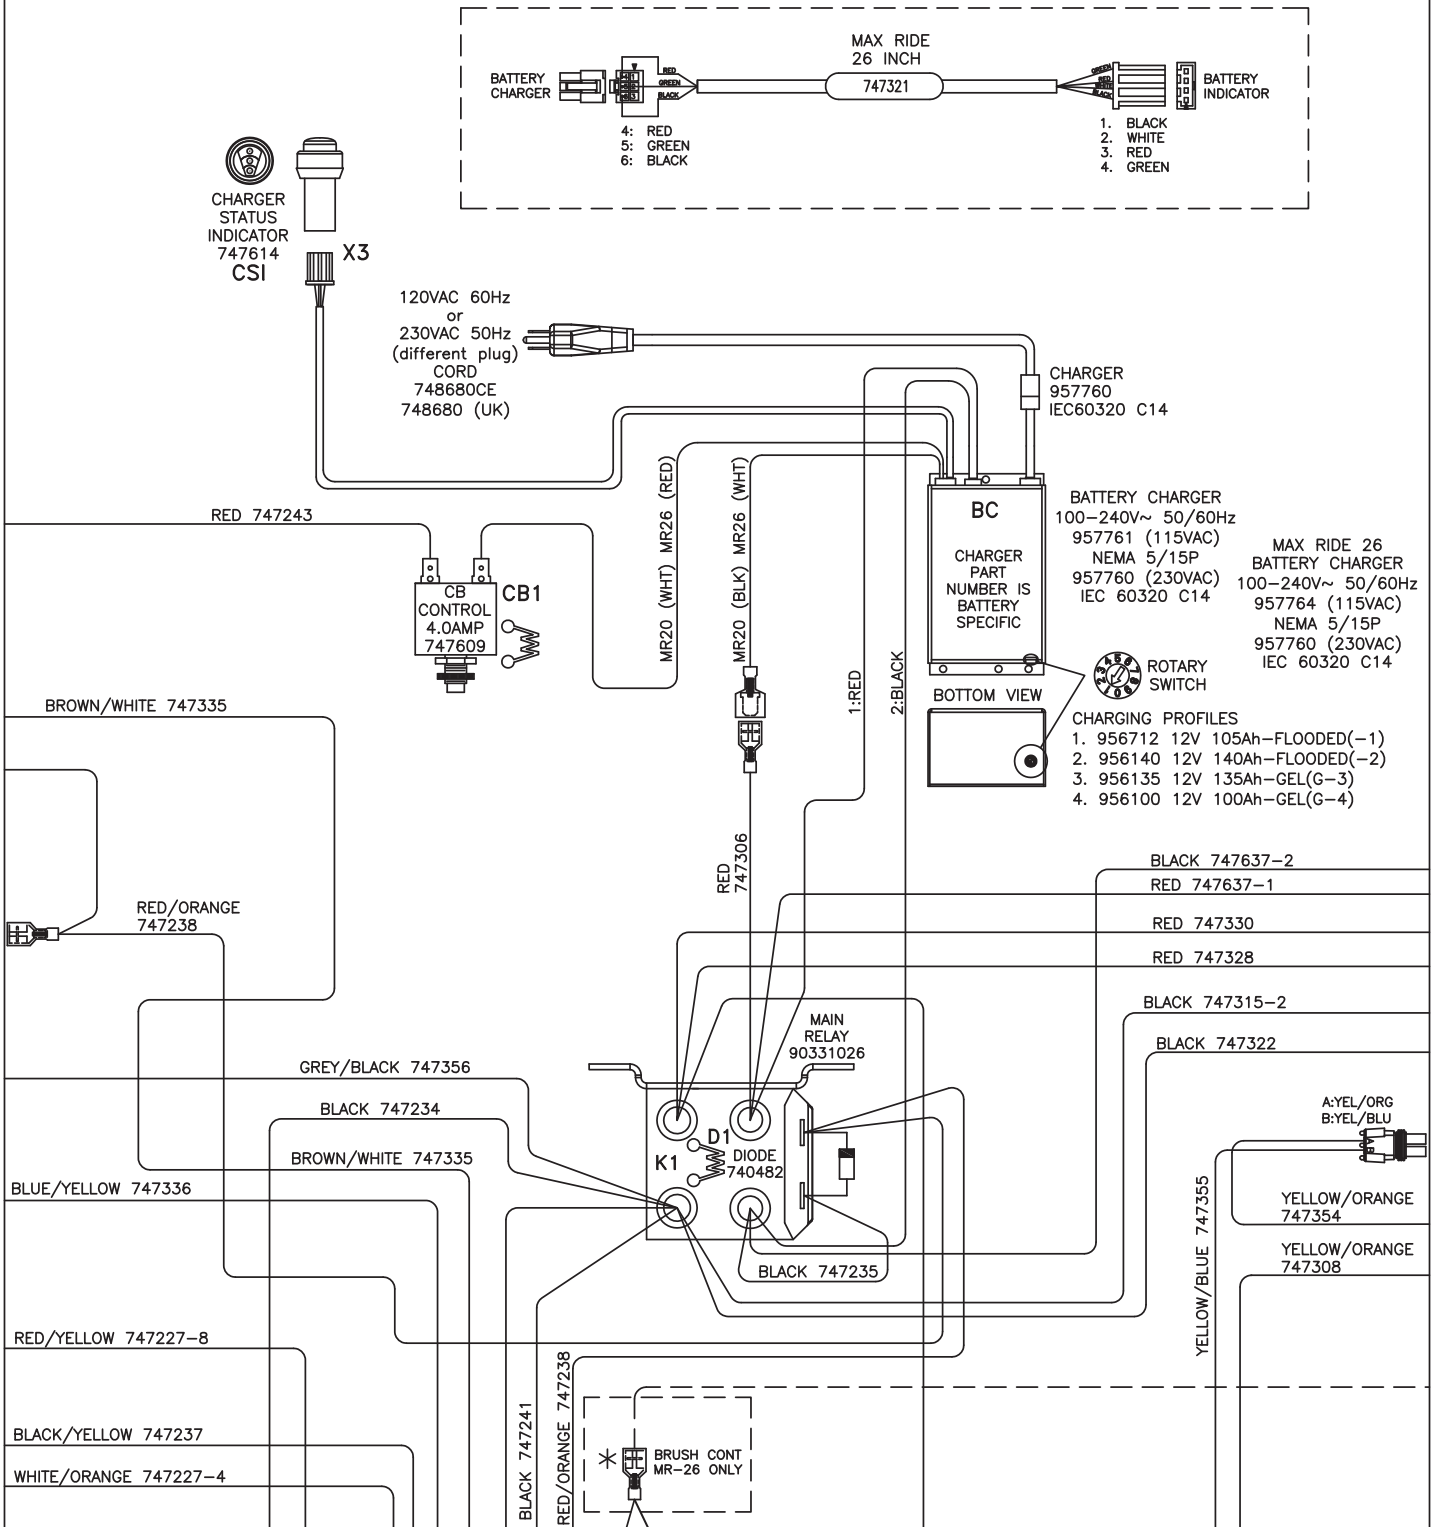 MAX RIDE
26 INCH
747321
BATTERY
CHARGER
RED
GREEN
BLACK
4: RED
5: GREEN
6: BLACK
GREEN
RED
WHITE
BLACK
BATTERY
INDICATOR
1. BLACK
2. WHITE
3. RED
4. GREEN
CHARGER
STATUS
INDICATOR
747614
CSI
X3
120VAC 60Hz
or
230VAC 50Hz
(different plug)
CORD
748680CE
748680 (UK)
CHARGER
957760
IEC60320 C14
RED 747243
CB
CONTROL
4.0AMP
747609
CB1
MR20 (WHT) MR26 (RED)
MR20 (BLK) MR26 (WHT)
1:RED
2:BLACK
BC
CHARGER
PART
NUMBER IS
BATTERY
SPECIFIC
BATTERY CHARGER
100-240V~ 50/60Hz
957761 (115VAC)
NEMA 5/15P
957760 (230VAC)
IEC 60320 C14
MAX RIDE 26
BATTERY CHARGER
100-240V~ 50/60Hz
957764 (115VAC)
NEMA 5/15P
957760 (230VAC)
IEC 60320 C14
ROTARY
SWITCH
BOTTOM VIEW
CHARGING PROFILES
1. 956712 12V 105Ah-FLOODED(-1)
2. 956140 12V 140Ah-FLOODED(-2)
3. 956135 12V 135Ah-GEL(G-3)
4. 956100 12V 100Ah-GEL(G-4)
BROWN/WHITE 747335
RED
747306
RED/ORANGE
747238
BLACK 747637-2
RED 747637-1
RED 747330
RED 747328
BLACK 747315-2
BLACK 747322
MAIN
RELAY
90331026
GREY/BLACK 747356
BLACK 747234
BROWN/WHITE 747335
BLUE/YELLOW 747336
D1
K1
DIODE
740482
A:YEL/ORG
B:YEL/BLU
A
B
YELLOW/BLUE 747355
YELLOW/ORANGE
747354
YELLOW/ORANGE
747308
BLACK 747235
RED/YELLOW 747227-8
BLACK/YELLOW 747237
WHITE/ORANGE 747227-4
BLACK 747241
RED/ORANGE 747238
* BRUSH CONT
MR-26 ONLY